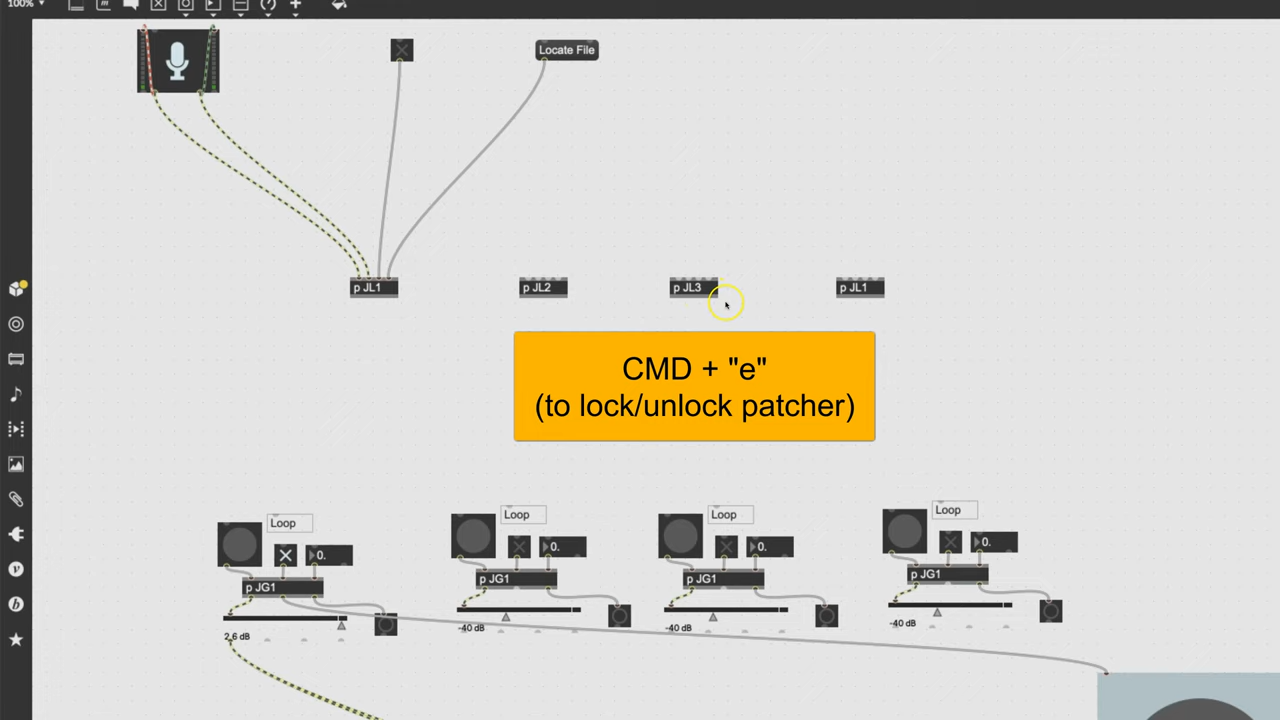 100%
Locate File
p JL1
p JL2
p JL3
p JL1
CMD + "e"
(to lock/unlock patcher)
Loop
0.
p JG1
2.6 dB
Loop
0.
p JG1
-40 dB
Loop
0.
p JG1
-40 dB
Loop
0.
p JG1
-40 dB